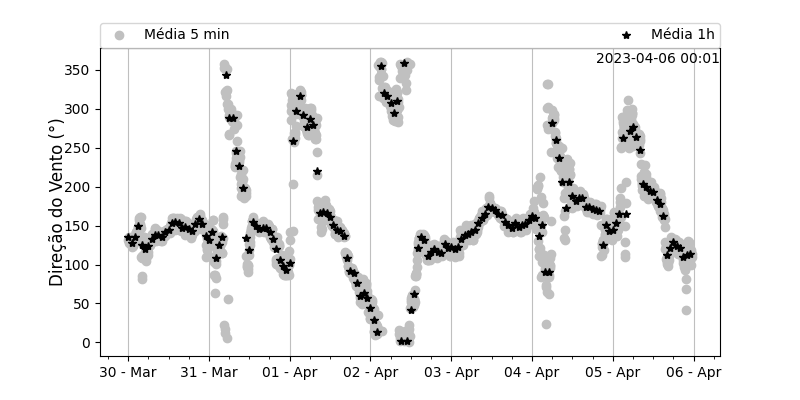 Média 5 min
Média 1h
2023-04-06 00:01
Direção do Vento (°)
350
300
250
200
150
100
50
0
30 - Mar
31 - Mar
01 - Apr
02 - Apr
03 - Apr
04 - Apr
05 - Apr
06 - Apr